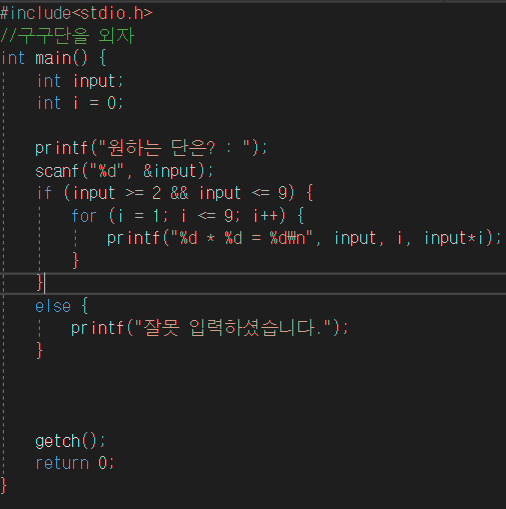 #include<stdio.h>
//구구단을 외자
int main() {
    int input;
    int i = 0;
    printf("원하는 단은? : ");
    scanf("%d", &input);
    if (input >= 2 && input <= 9) {
        for (i = 1; i <= 9; i++) {
            printf("%d * %d = %d₩n", input, i, input*i);
        }
    }
    else {
        printf("잘못 입력하셨습니다.");
    }
    getch();
    return 0;
}